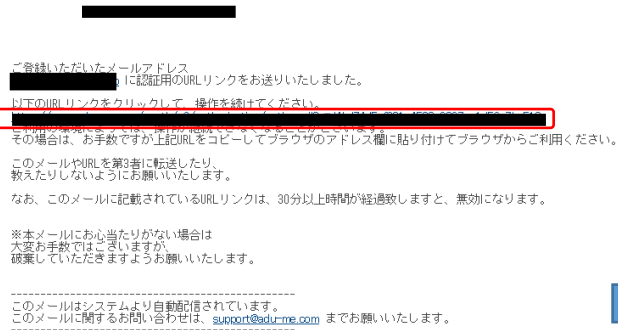 ご登録いただいたメールアドレス
に認証用のURLリンクをお送りいたしました。
以下のURLリンクをクリックして、操作を続けてください。
その場合は、お手数ですが上記URLをコピーしてブラウザのアドレス欄に貼り付けてブラウザからご利用ください。
このメールやURLを第3者に転送したり、
教えたりしないようにお願いいたします。
なお、このメールに記載されているURLリンクは、30分以上時間が経過致しますと、無効になります。
※本メールにお心当たりがない場合は
大変お手数ではございますが、
破棄していただきますようお願いいたします。
------------------------------------------------
このメールはシステムより自動配信されています。
このメールに関するお問い合わせは、support@adu-me.com までお願いいたします。
------------------------------------------------